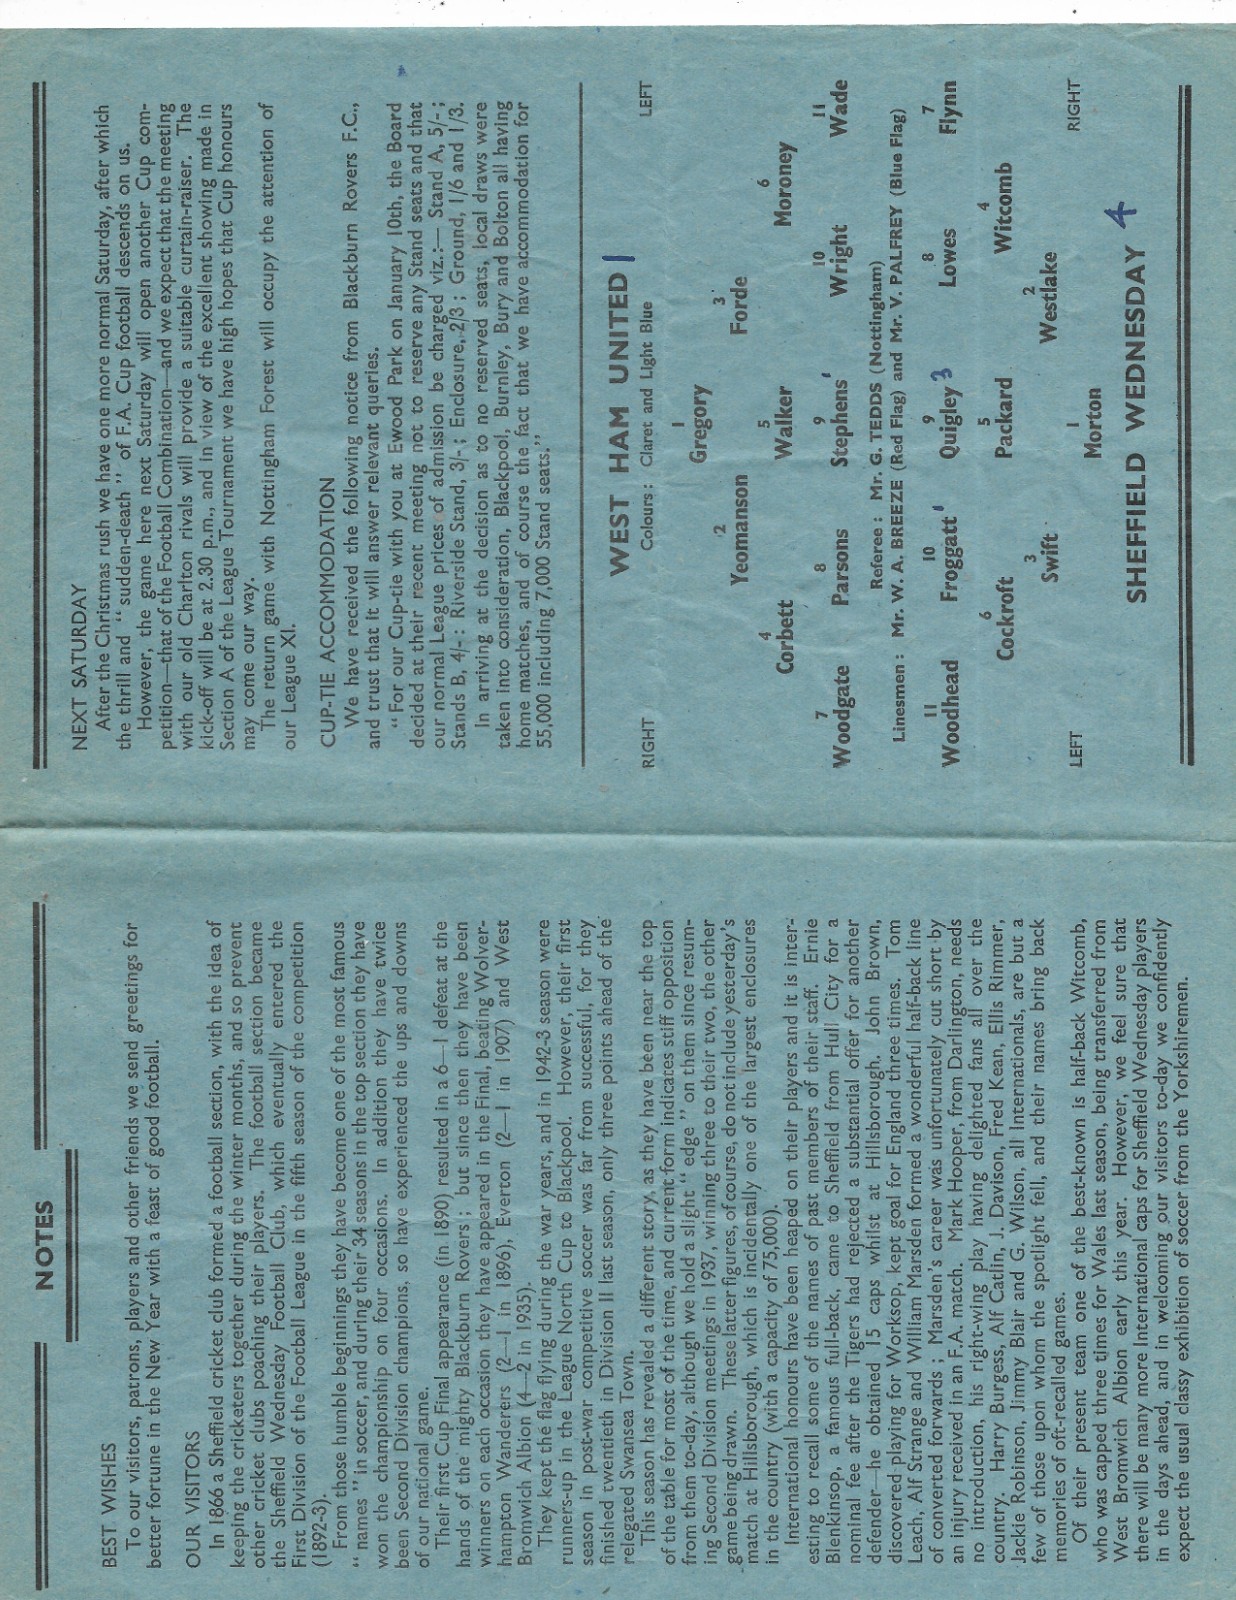 NOTES
BEST WISHES
To our visitors, patrons, players and other friends we send greetings for
better fortune in the New Year with a feast of good football.
OUR VISITORS
In 1866 a Sheffield cricket club formed a football section, with the idea of
keeping the cricketers together during the winter months, and so prevent
other cricket clubs poaching their players. The football section became
the Sheffield Wednesday Football Club, which eventually entered the
First Division of the Football League in the fifth season of the competition
(1892-3).
From those humble beginnings they have become one of the most famous
" names " in soccer, and during their 34 seasons in the top section they have
won the championship on four occasions. In addition they have twice
been Second Division champions, so have experienced the ups and downs
of our national game.
Their first Cup Final appearance (in 1890) resulted in a 6—1 defeat at the
hands of the mighty Blackburn Rovers ; but since then they have been
winners on each occasion they have appeared in the Final, beating Wolver-
hampton Wanderers (2—1 in 1896), Everton (2—1 in 1907) and West
Bromwich Albion (4—2 in 1935).
They kept the flag flying during the war years, and in 1942-3 season were
runners-up in the League North Cup to Blackpool. However, their first
season in post-war competitive soccer was far from successful, for they
finished twentieth in Division II last season, only three points ahead of the
relegated Swansea Town.
This season has revealed a different story, as they have been near the top
of the table for most of the time, and current form indicates stiff opposition
from them to-day, although we hold a slight " edge " on them since resum-
ing Second Division meetings in 1937, winning three to their two, the other
game being drawn. These latter figures, of course, do not include yesterday's
match at Hillsborough, which is incidentally one of the largest enclosures
in the country (with a capacity of 75,000).
International honours have been heaped on their players and it is inter-
esting to recall some of the names of past members of their staff. Ernie
Blenkinsop, a famous full-back, came to Sheffield from Hull City for a
nominal fee after the Tigers had rejected a substantial offer for another
defender—he obtained 15 caps whilst at Hillsborough. John Brown,
discovered playing for Worksop, kept goal for England three times. Tom
Leach, Alf Strange and William Marsden formed a wonderful half-back line
of converted forwards ; Marsden's career was unfortunately cut short by
an injury received in an F.A. match. Mark Hooper, from Darlington, needs
no introduction, his right-wing play having delighted fans all over the
country. Harry Burgess, Alf Catlin, J. Davison, Fred Kean, Ellis Rimmer,
Jackie Robinson, Jimmy Blair and G. Wilson, all Internationals, are but a
few of those upon whom the spotlight fell, and their names bring back
memories of oft-recalled games.
Of their present team one of the best-known is half-back Witcomb,
who was capped three times for Wales last season, being transferred from
West Bromwich Albion early this year. However, we feel sure that
there will be many more International caps for Sheffield Wednesday players
in the days ahead, and in welcoming our visitors to-day we confidently
expect the usual classy exhibition of soccer from the Yorkshiremen.
NEXT SATURDAY
After the Christmas rush we have one more normal Saturday, after which
the thrill and " sudden-death " of F.A. Cup football descends on us.
However, the game here next Saturday will open another Cup com-
petition—that of the Football Combination—and we expect that the meeting
with our old Charlton rivals will provide a suitable curtain-raiser. The
kick-off will be at 2.30 p.m., and in view of the excellent showing made in
Section A of the League Tournament we have high hopes that Cup honours
may come our way.
The return game with Nottingham Forest will occupy the attention of
our League XI.
CUP-TIE ACCOMMODATION
We have received the following notice from Blackburn Rovers F.C.,
and trust that it will answer relevant queries.
" For our Cup-tie with you at Ewood Park on January 10th, the Board
decided at their recent meeting not to reserve any Stand seats and that
our normal League prices of admission be charged viz.:— Stand A, 5/- ;
Stands B, 4/- : Riverside Stand, 3/- ; Enclosure, 2/3 ; Ground, 1/6 and 1/3.
In arriving at the decision as to no reserved seats, local draws were
taken into consideration, Blackpool, Burnley, Bury and Bolton all having
home matches, and of course the fact that we have accommodation for
55,000 including 7,000 Stand seats."
WEST HAM UNITED 1
RIGHT Colours : Claret and Light Blue LEFT
1
Gregory
2 3
Yeomanson Forde
4 5 6
Corbett Walker Moroney
7 8 9 10 11
Woodgate Parsons Stephens' Wright Wade
Referee : Mr. G. TEDDS (Nottingham)
Linesmen : Mr. W. A. BREEZE (Red Flag) and Mr. V. PALFREY (Blue Flag)
11 10 9 8 7
Woodhead Froggatt' Quigley 3 Lowes Flynn
6 5 4
Cockroft Packard Witcomb
3 2
Swift Westlake
LEFT 1 RIGHT
Morton
SHEFFIELD WEDNESDAY 4